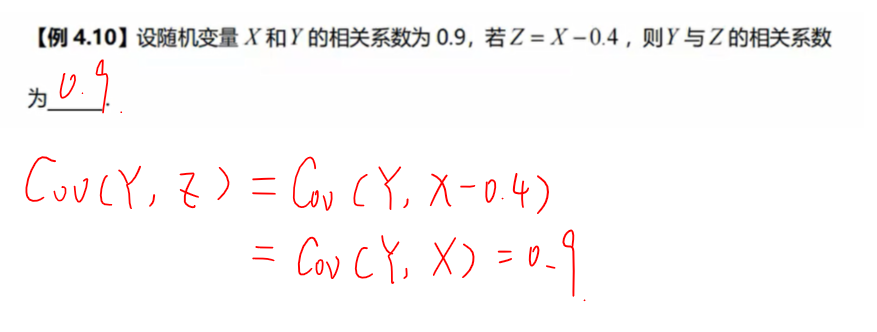 【例 4.10】设随机变量 X 和 Y 的相关系数为 0.9，若 Z = X − 0.4，则 Y 与 Z 的相关系数
为 0.9.
Cov(Y, Z) = Cov(Y, X-0.4)
= Cov(Y, X) = 0.9.